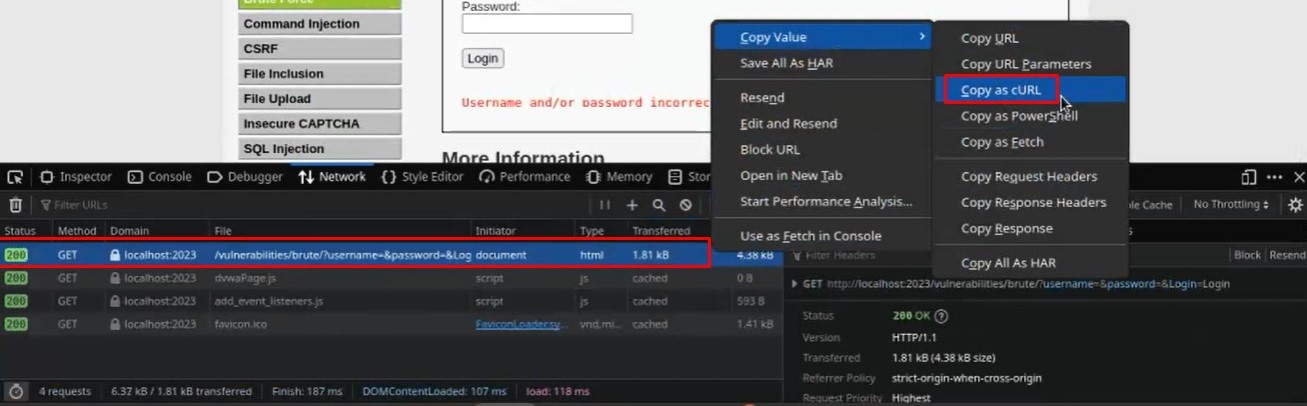 Brute Force
Command Injection
CSRF
File Inclusion
File Upload
Insecure CAPTCHA
SQL Injection
Password:
Login
Username and/or password incorrec
More Information
Copy Value
Save All As HAR
Resend
Edit and Resend
Block URL
Open in New Tab
Start Performance Analysis...
Use as Fetch in Console
Copy URL
Copy URL Parameters
Copy as cURL
Copy as PowerShell
Copy as Fetch
Copy Request Headers
Copy Response Headers
Copy Response
Copy All As HAR
Inspector Console Debugger Network Style Editor Performance Memory Stor
Filter URLs
le Cache No Throttling
Status Method Domain File Initiator Type Transferred
200 GET localhost:2023 /vulnerabilities/brute/?username=&password=&Log document html 1.81 kB 4.38 kB
200 GET localhost:2023 dvwaPage.js script js cached 0 B
200 GET localhost:2023 add_event_listeners.js script js cached 593 B
200 GET localhost:2023 favicon.ico FaviconLoader.sy... vnd.mi... cached 1.41 kB
4 requests 6.37 kB / 1.81 kB transferred Finish: 187 ms DOMContentLoaded: 107 ms load: 118 ms
Filter Headers Block Resend
GET http://localhost:2023/vulnerabilities/brute/?username=&password=&Login=Login
Status 200 OK
Version HTTP/1.1
Transferred 1.81 kB (4.38 kB size)
Referrer Policy strict-origin-when-cross-origin
Request Priority Highest